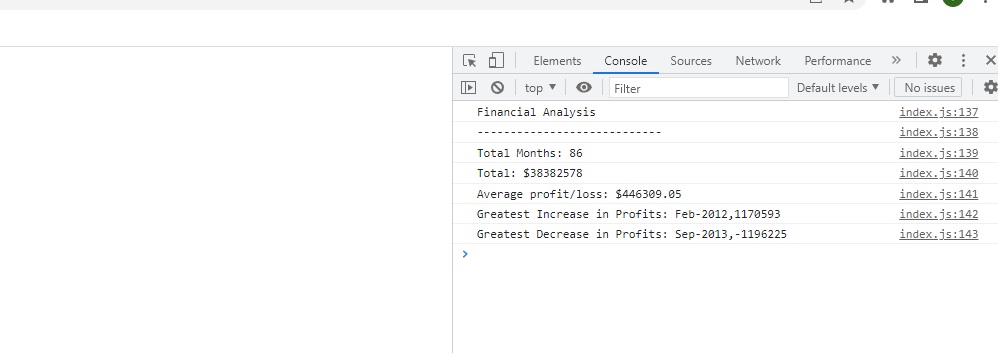 Elements Console Sources Network Performance »
top Filter Default levels No issues
Financial Analysis index.js:137
---------------------------- index.js:138
Total Months: 86 index.js:139
Total: $38382578 index.js:140
Average profit/loss: $446309.05 index.js:141
Greatest Increase in Profits: Feb-2012,1170593 index.js:142
Greatest Decrease in Profits: Sep-2013,-1196225 index.js:143